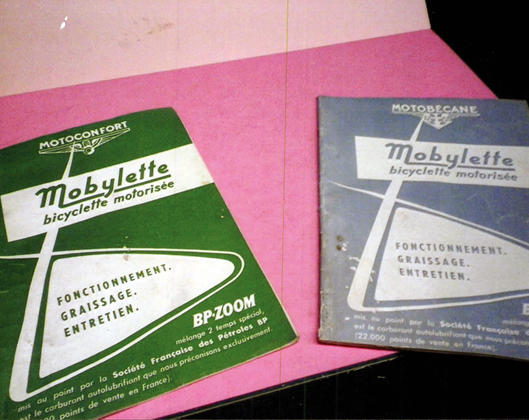 MOTOCONFORT
Mobylette
bicyclette motorisée
FONCTIONNEMENT.
GRAISSAGE.
ENTRETIEN.
BP-ZOOM
mélange 2 temps spécial,
mis au point par la Société Française des Pétroles BP
est le carburant autolubrifiant que nous préconisons exclusivement.
(22.000 points de vente en France).
MOTOBÉCANE
Mobylette
bicyclette motorisée
FONCTIONNEMENT.
GRAISSAGE.
ENTRETIEN.
mis au point par la Société Française
est le carburant autolubrifiant que nous
(22.000 points de vente en France).